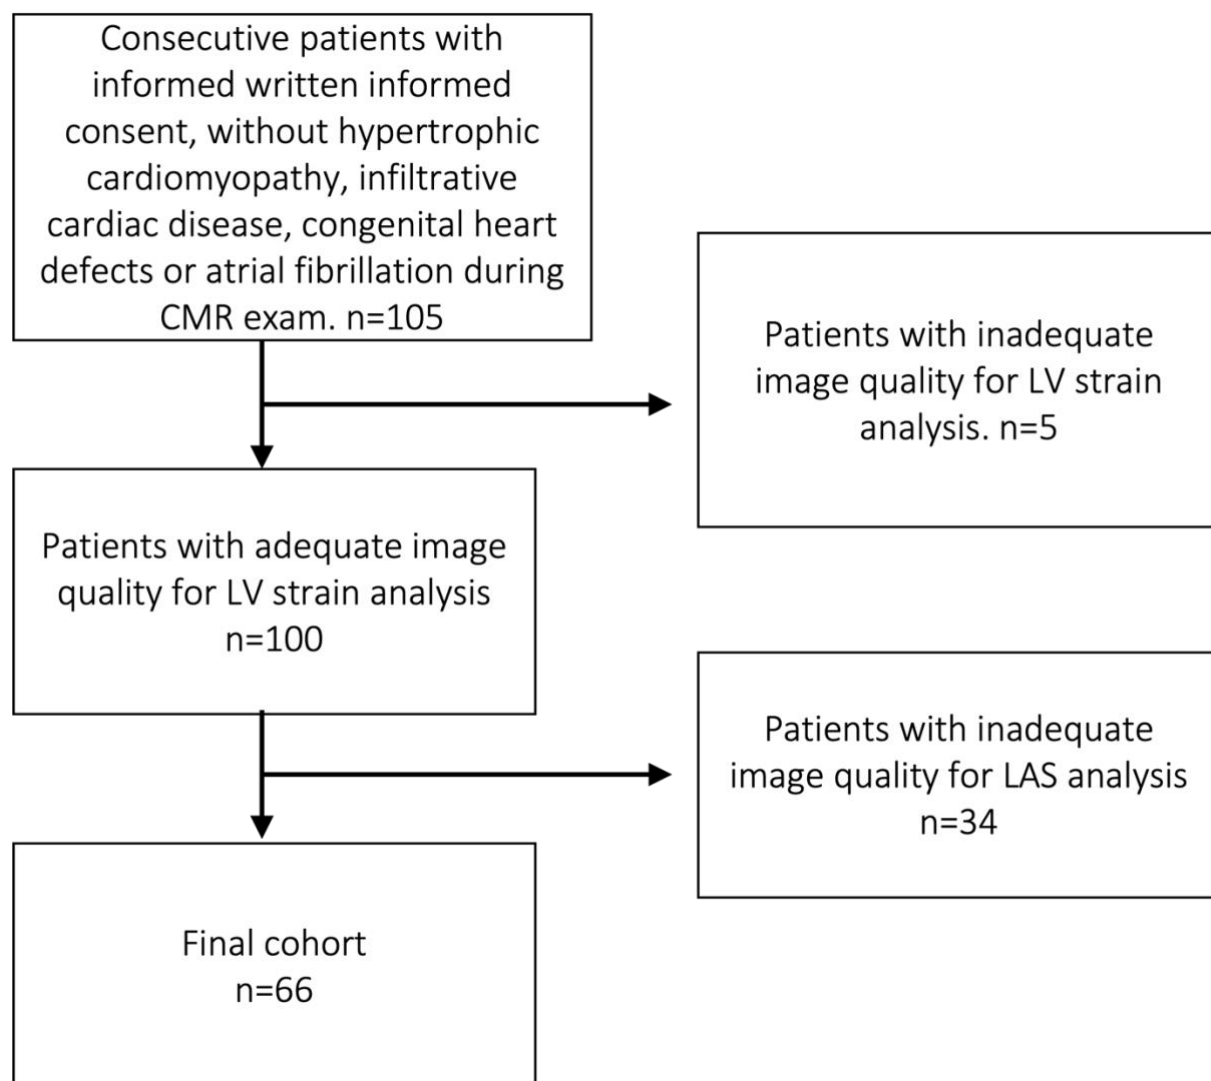 Consecutive patients with
informed written informed
consent, without hypertrophic
cardiomyopathy, infiltrative
cardiac disease, congenital heart
defects or atrial fibrillation during
CMR exam. n=105
Patients with inadequate
image quality for LV strain
analysis. n=5
Patients with adequate image
quality for LV strain analysis
n=100
Patients with inadequate
image quality for LAS analysis
n=34
Final cohort
n=66